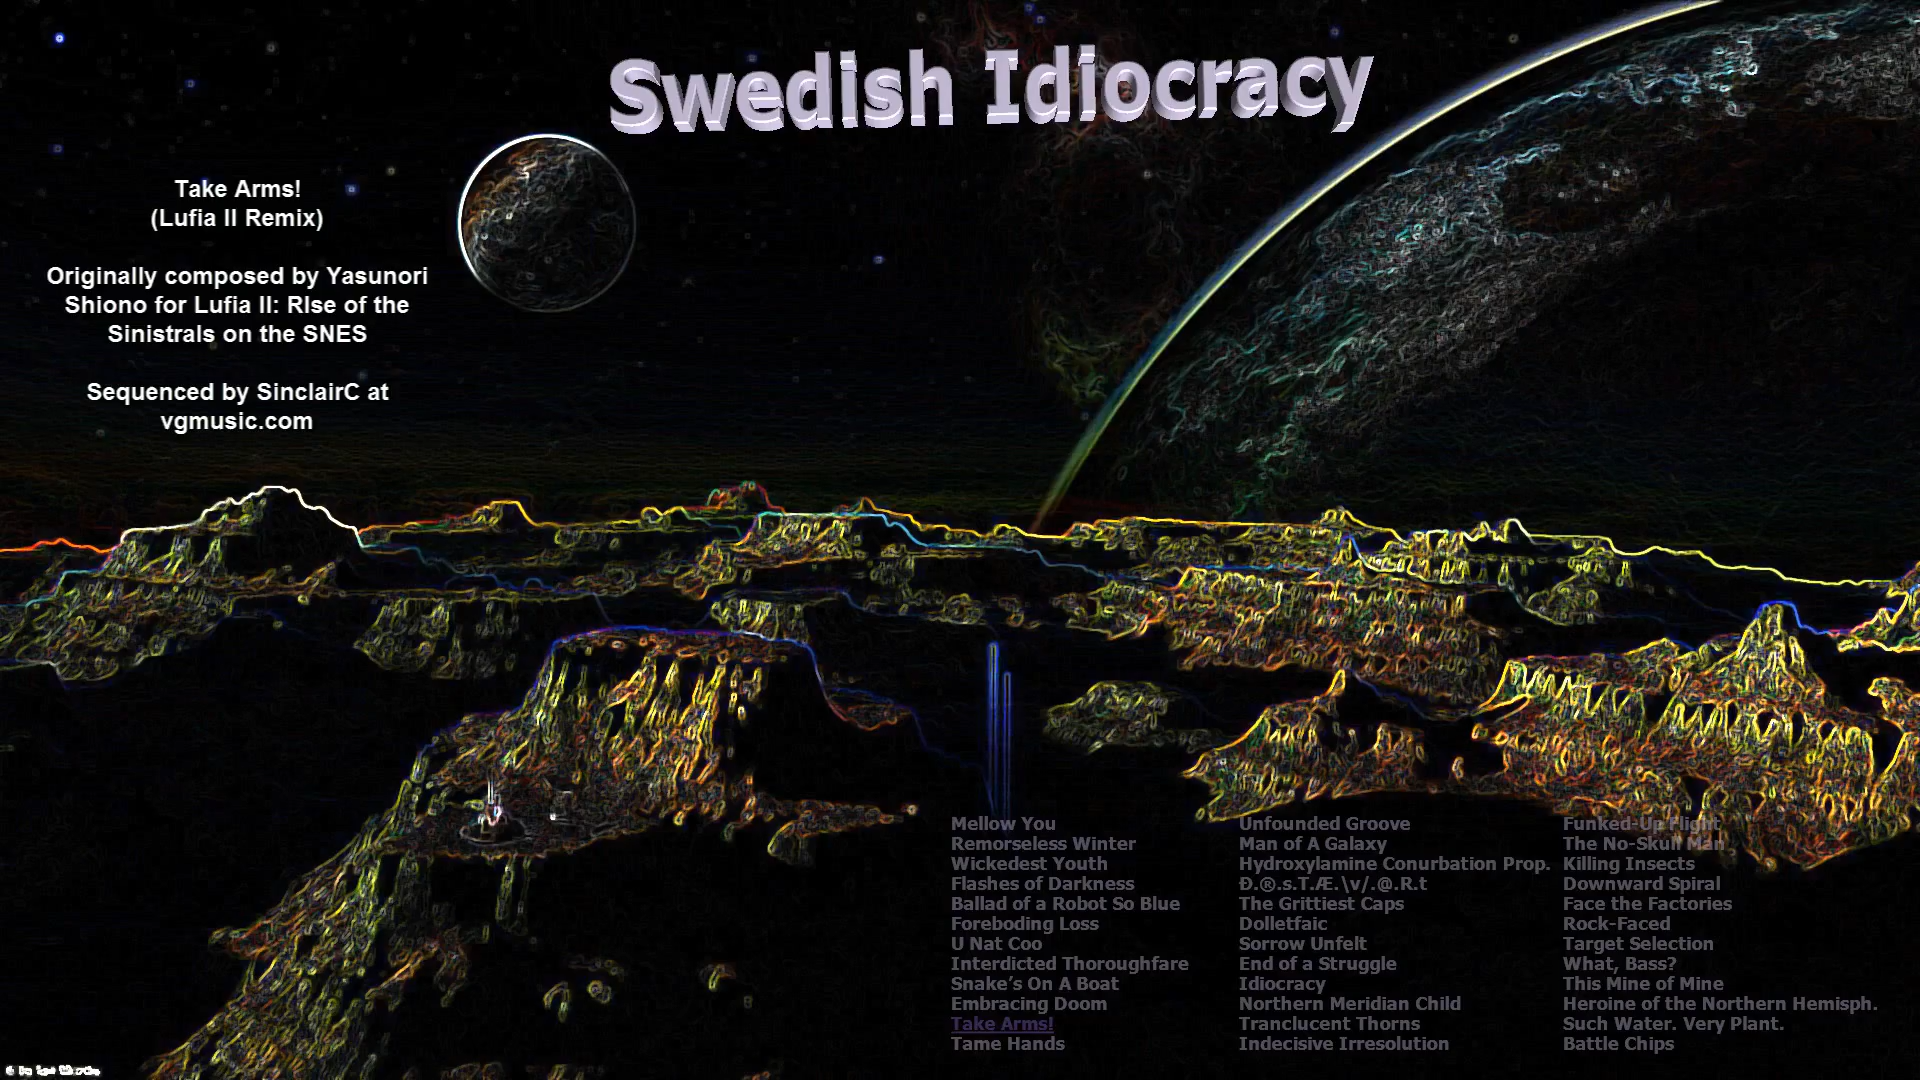 Swedish Idiocracy
Take Arms!
(Lufia II Remix)
Originally composed by Yasunori
Shiono for Lufia II: RIse of the
Sinistrals on the SNES
Sequenced by SinclairC at
vgmusic.com
Mellow You
Remorseless Winter
Wickedest Youth
Flashes of Darkness
Ballad of a Robot So Blue
Foreboding Loss
U Nat Coo
Interdicted Thoroughfare
Snake's On A Boat
Embracing Doom
Take Arms!
Tame Hands
Unfounded Groove
Man of A Galaxy
Hydroxylamine Conurbation Prop.
Đ.®.s.T.Æ.\v/.@.R.t
The Grittiest Caps
Dolletfaic
Sorrow Unfelt
End of a Struggle
Idiocracy
Northern Meridian Child
Tranclucent Thorns
Indecisive Irresolution
Funked-Up Flight
The No-Skull Man
Killing Insects
Downward Spiral
Face the Factories
Rock-Faced
Target Selection
What, Bass?
This Mine of Mine
Heroine of the Northern Hemisph.
Such Water. Very Plant.
Battle Chips